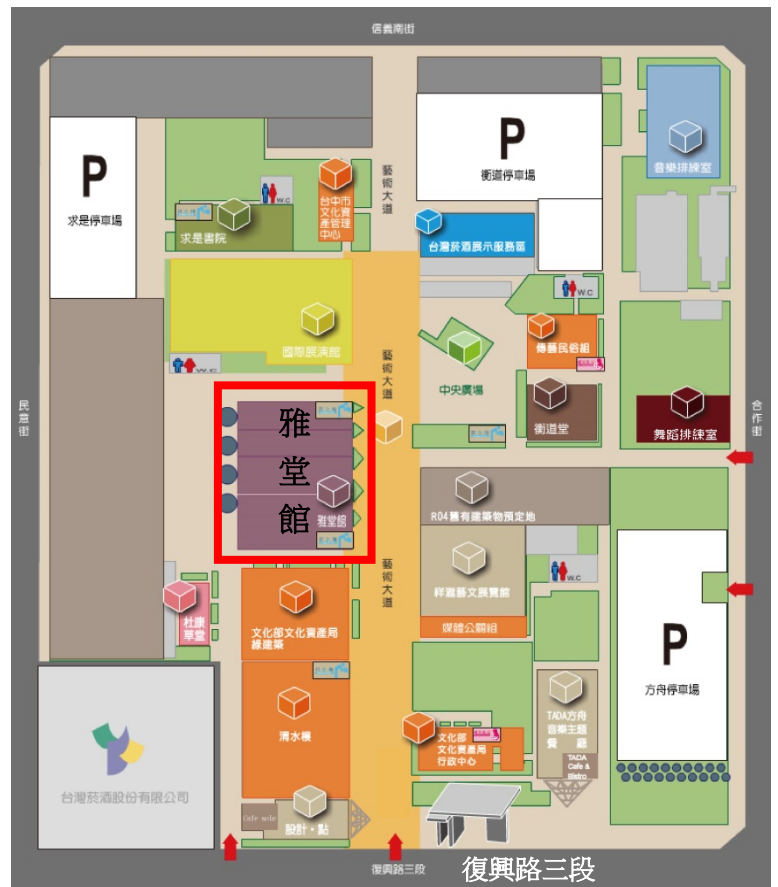 信義南街
P
求是停車場
求是書院
W.C
台中市
文化資
產管理
中心
藝術大道
P
衛道停車場
音樂排練室
台灣菸酒展示服務區
國際展演館
W.C
藝術大道
中央廣場
W.C
傳藝民俗組
衡道堂
舞蹈排練室
民意街
合作街
雅堂館
雅堂館
R04舊有建築物預定地
藝術大道
W.C
媒體公關組
杜康
草堂
文化部文化資產局
綠建築
P
方舟停車場
清水樓
文化部
文化資產局
行政中心
TADA方舟
音樂主題
餐 廳
TADA
Cafe &
Bistro
台灣菸酒股份有限公司
Cafe sole
設計・點
復興路三段
復興路三段